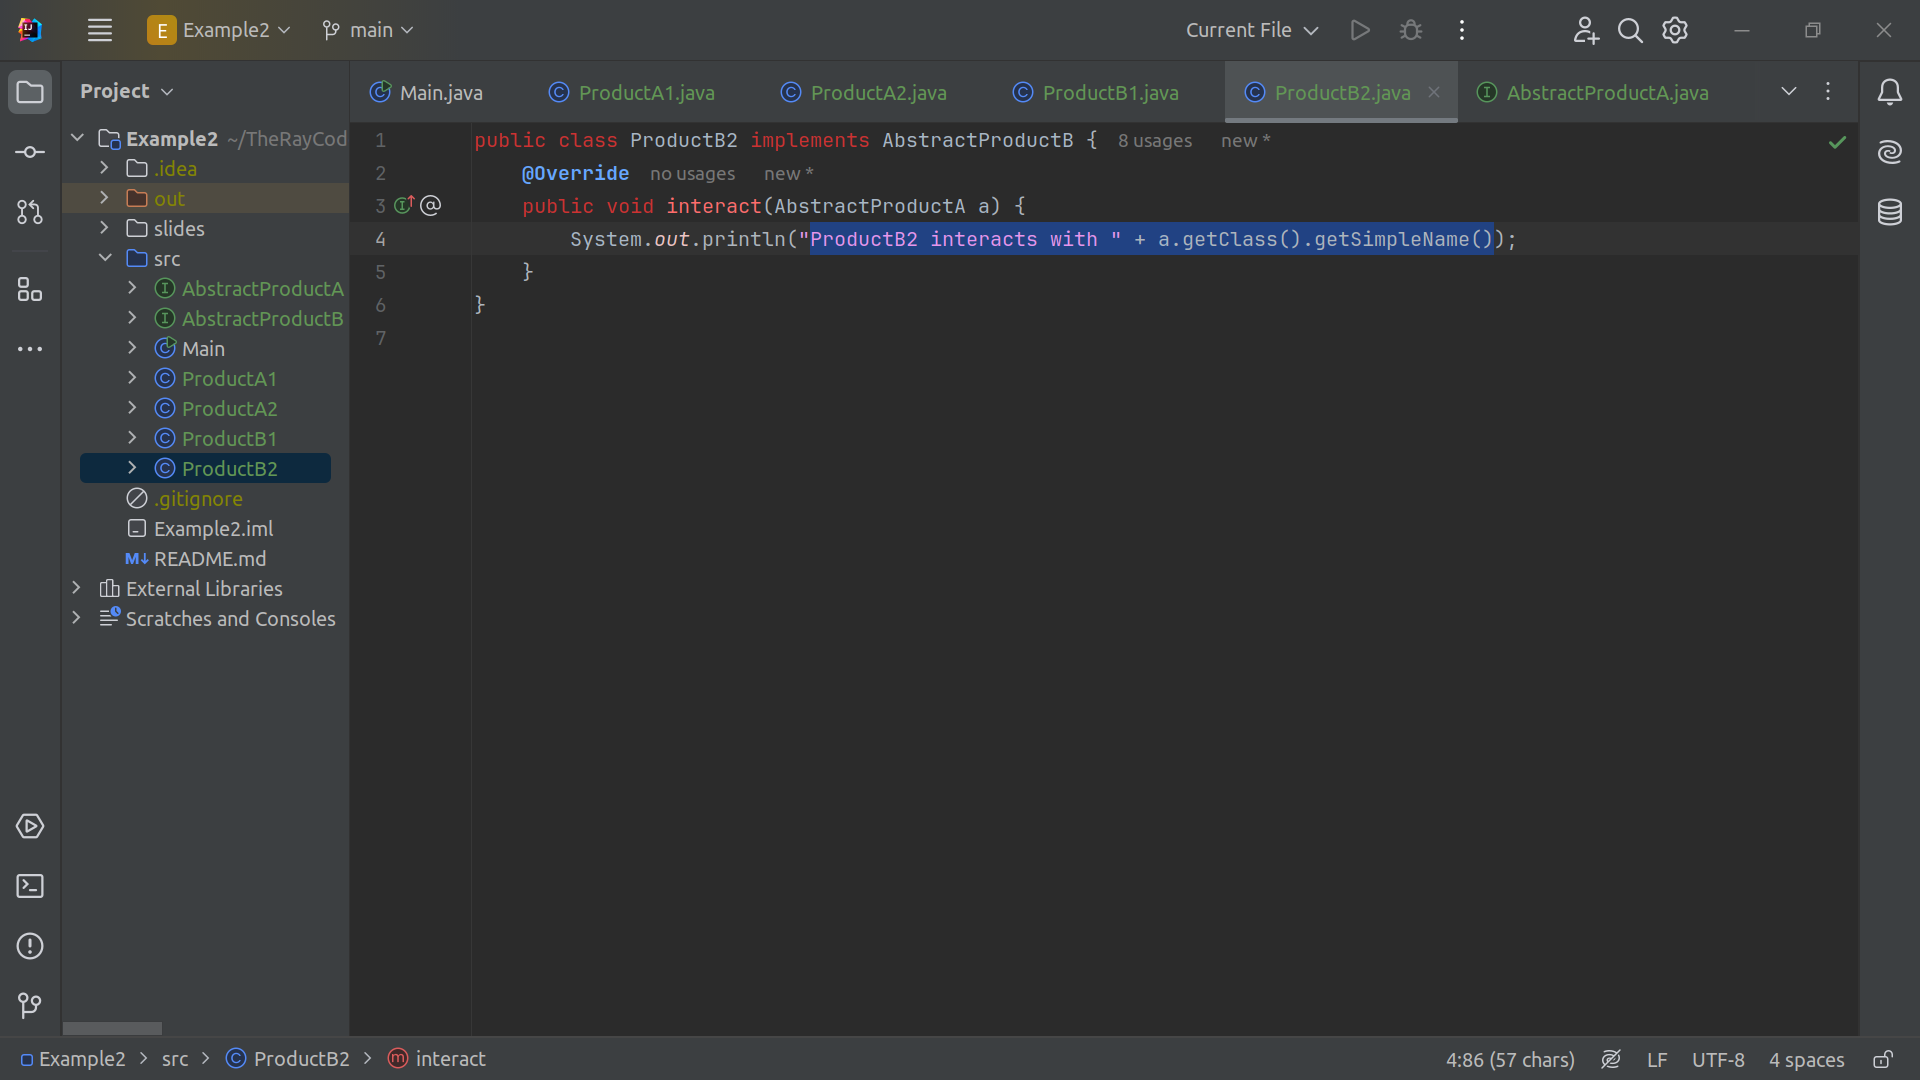 E Example2 main Current File
Project
Main.java ProductA1.java ProductA2.java ProductB1.java ProductB2.java AbstractProductA.java
Example2 ~/TheRayCod
.idea
out
slides
src
AbstractProductA
AbstractProductB
Main
ProductA1
ProductA2
ProductB1
ProductB2
.gitignore
Example2.iml
README.md
External Libraries
Scratches and Consoles
1 public class ProductB2 implements AbstractProductB { 8 usages new *
2 @Override no usages new *
3 public void interact(AbstractProductA a) {
4 System.out.println("ProductB2 interacts with " + a.getClass().getSimpleName());
5 }
6 }
7
Example2 > src > ProductB2 > interact
4:86 (57 chars) LF UTF-8 4 spaces